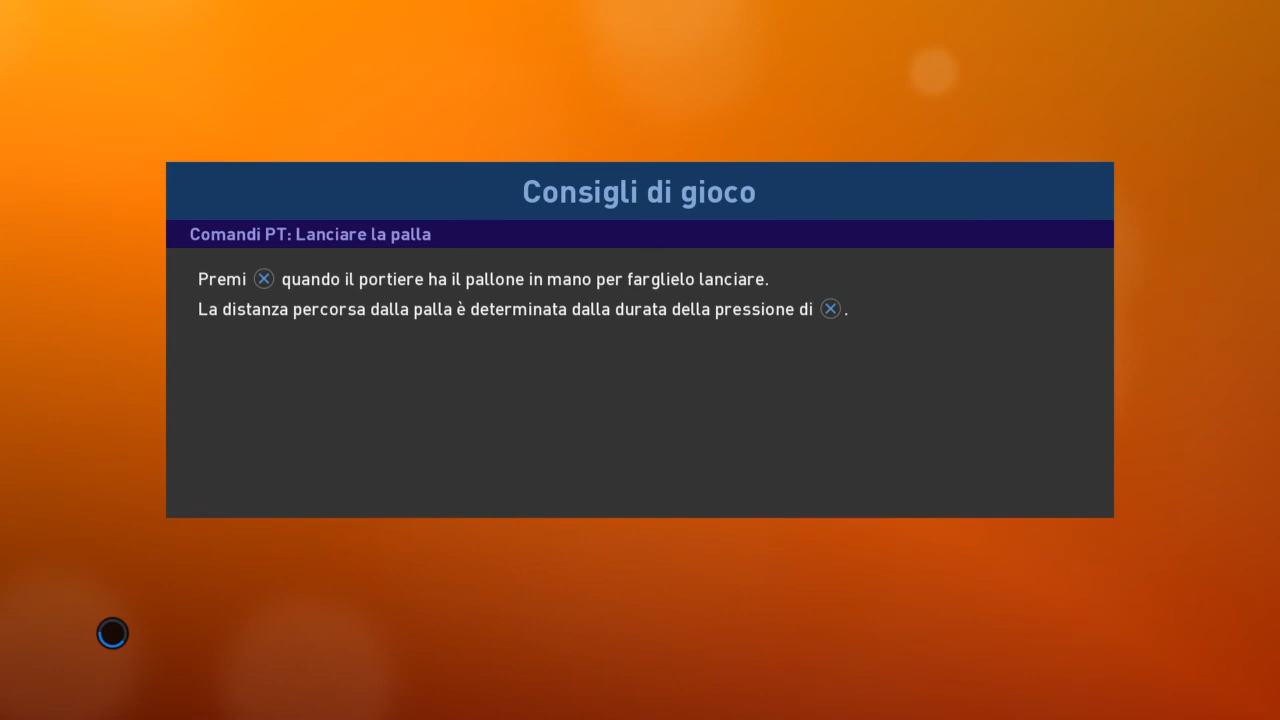 Consigli di gioco
Comandi PT: Lanciare la palla
Premi ⓧ quando il portiere ha il pallone in mano per farglielo lanciare.
La distanza percorsa dalla palla è determinata dalla durata della pressione di ⓧ.